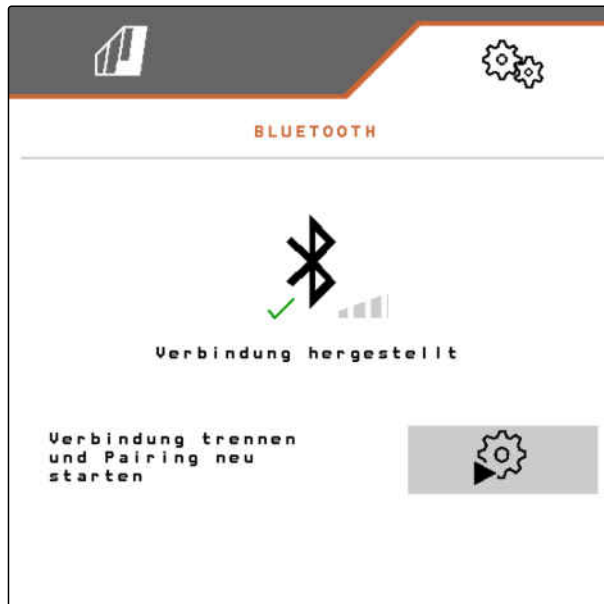 BLUETOOTH
Verbindung hergestellt
Verbindung trennen
und Pairing neu
starten